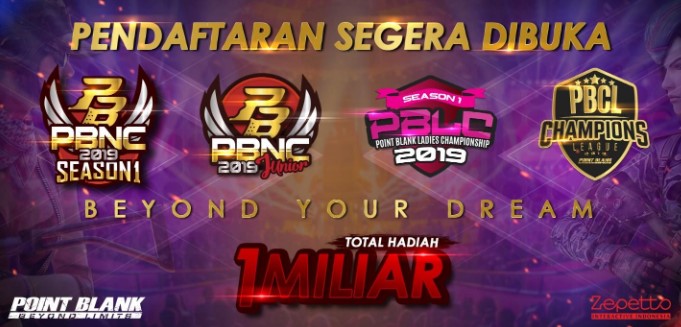 PENDAFTARAN SEGERA DIBUKA
PB
PBNC
2019
SEASON1
PB
PBNC
2019 Junior
SEASON 1
PBLC
POINT BLANK LADIES CHAMPIONSHIP
2019
PBCL
CHAMPIONS
LEAGUE
2019
POINT BLANK
BEYOND YOUR DREAM
TOTAL HADIAH
1MILIAR
POINT BLANK
BEYOND LIMITS
Zepetto
INTERACTIVE INDONESIA